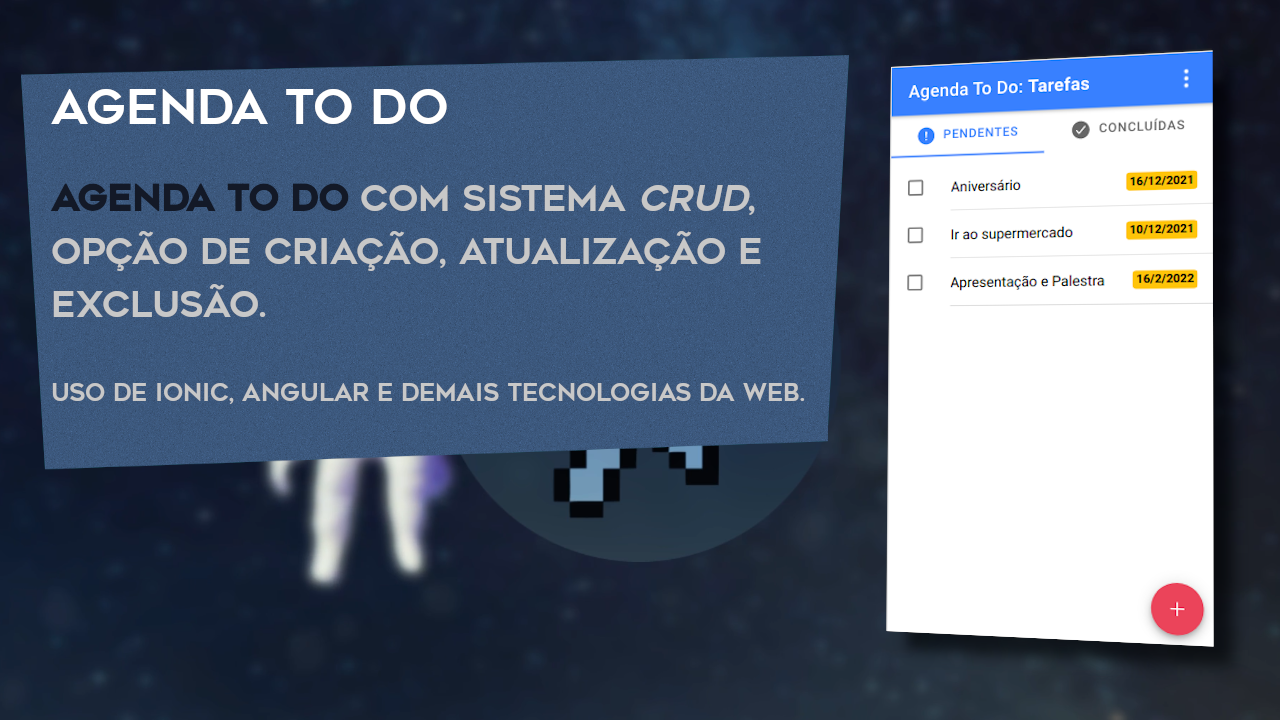 AGENDA TO DO
AGENDA TO DO COM SISTEMA CRUD,
OPÇÃO DE CRIAÇÃO, ATUALIZAÇÃO E
EXCLUSÃO.
USO DE IONIC, ANGULAR E DEMAIS TECNOLOGIAS DA WEB.
Agenda To Do: Tarefas
PENDENTES CONCLUÍDAS
Aniversário 16/12/2021
Ir ao supermercado 10/12/2021
Apresentação e Palestra 16/2/2022